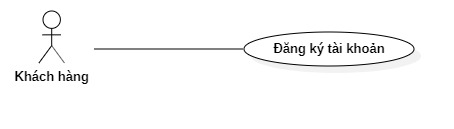 Đăng ký tài khoản
Khách hàng